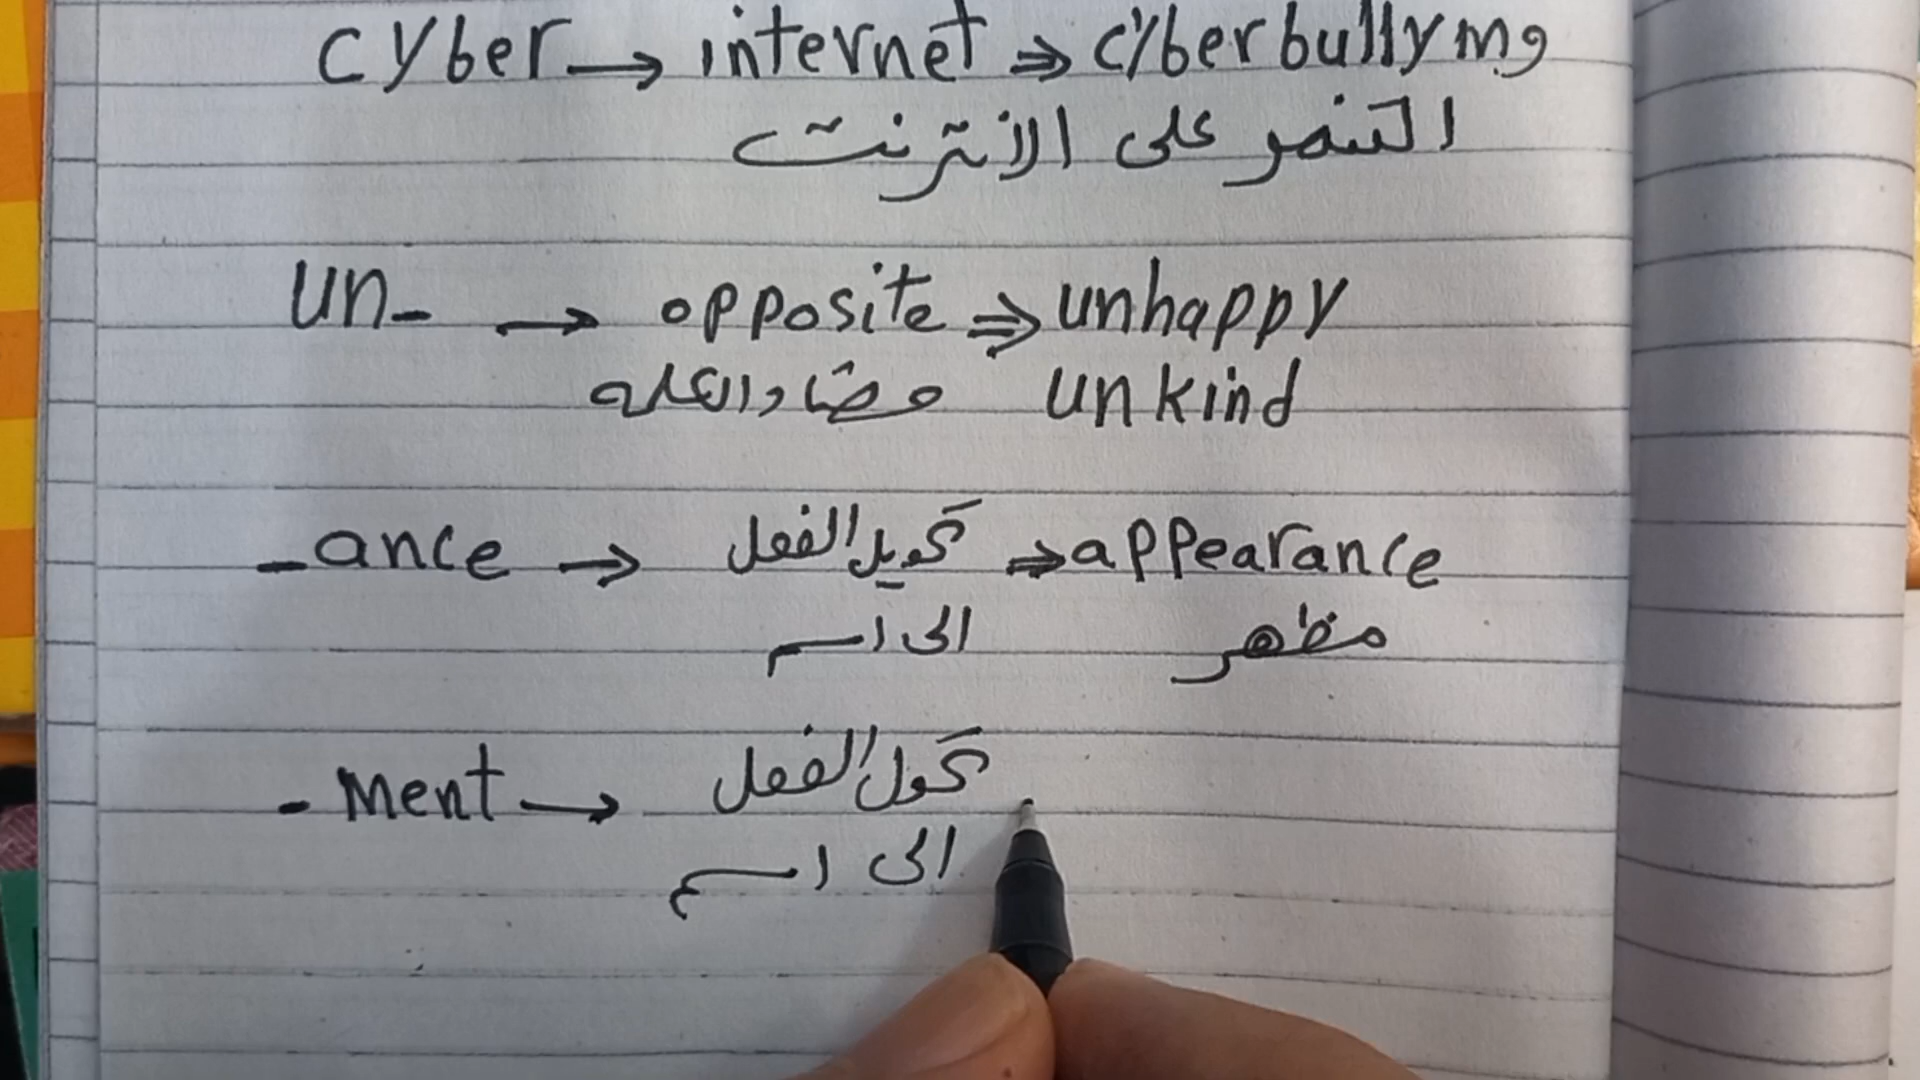 cyber → internet ⇒ cyberbullying
التنمر على الانترنت
un- → opposite ⇒ unhappy
مضاد الكلمه unkind
-ance → تحويل الفعل ⇒ appearance
الى اسم مظهر
-ment → تحول الفعل
الى اسم